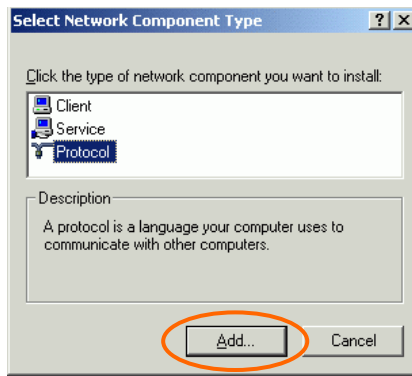 Select Network Component Type
Click the type of network component you want to install:
Client
Service
Protocol
Description
A protocol is a language your computer uses to
communicate with other computers.
Add... Cancel